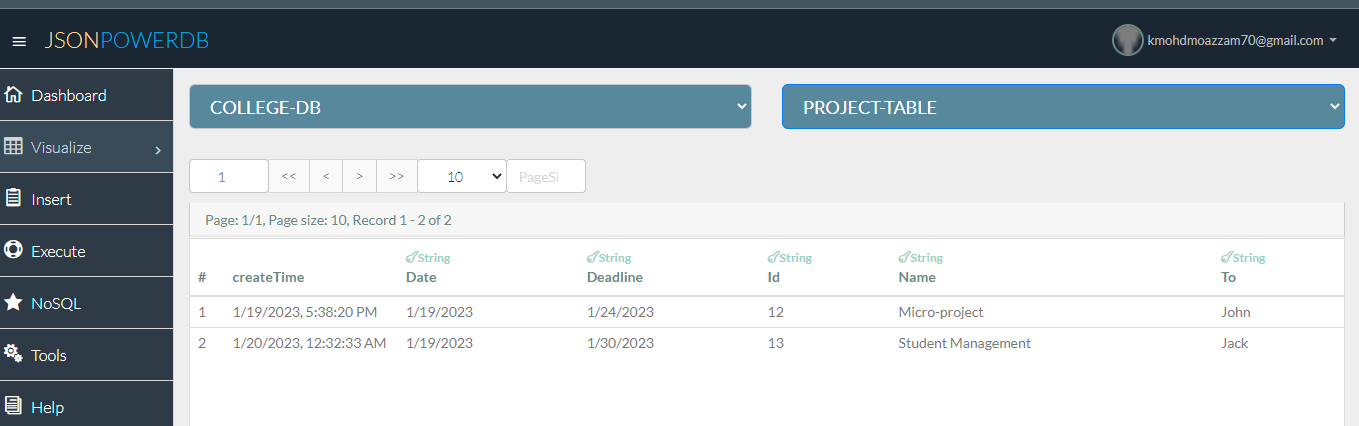 JSONPOWERDB
kmohdmoazzam70@gmail.com
Dashboard
Visualize
Insert
Execute
NoSQL
Tools
Help
COLLEGE-DB
PROJECT-TABLE
1 << < > >> 10 PageSi
Page: 1/1, Page size: 10, Record 1 - 2 of 2
String String String String String
# createTime Date Deadline Id Name To
1 1/19/2023, 5:38:20 PM 1/19/2023 1/24/2023 12 Micro-project John
2 1/20/2023, 12:32:33 AM 1/19/2023 1/30/2023 13 Student Management Jack